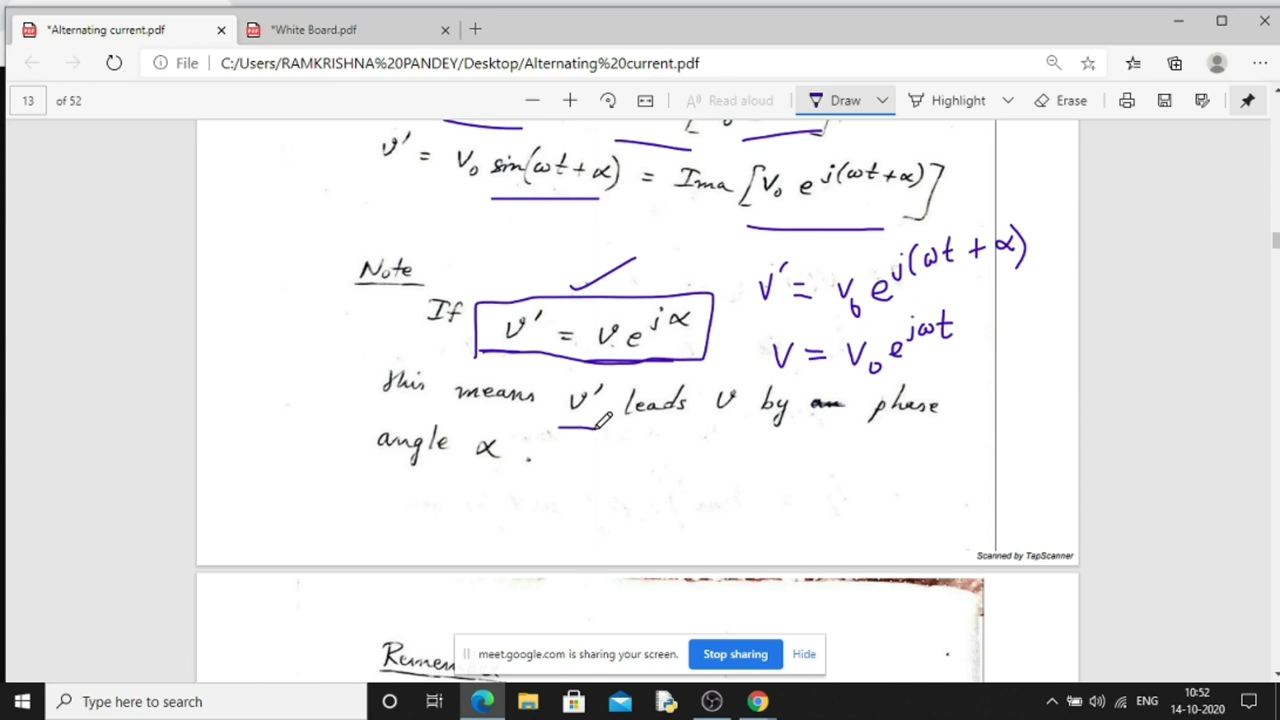 *Alternating current.pdf
*White Board.pdf
File
C:/Users/RAMKRISHNA%20PANDEY/Desktop/Alternating%20current.pdf
13 of 52
Read aloud
Draw
Highlight
Erase
v' = V₀ sin(ωt + α) = Ima [V₀ e^{j(ωt + α)}]
Note
If v' = v e^{jα}
v' = v₀ e^{j(ωt + α)}
v = v₀ e^{jωt}
this means v' leads v by phase
angle α .
Scanned by TapScanner
meet.google.com is sharing your screen.
Stop sharing
Hide
Type here to search
ENG
10:52
14-10-2020